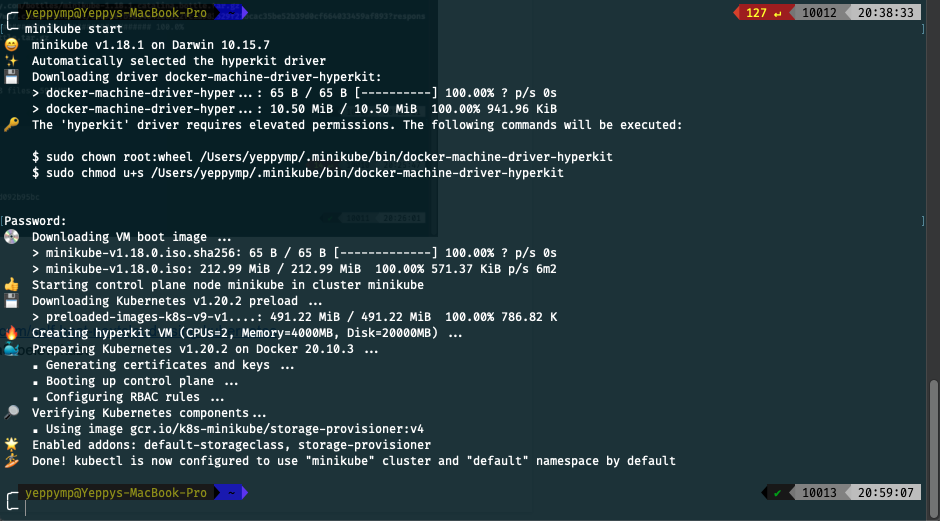 yeppymp@Yeppys-MacBook-Pro 127 ↵ 10012 20:38:33
minikube start
😄 minikube v1.18.1 on Darwin 10.15.7
✨ Automatically selected the hyperkit driver
💾 Downloading driver docker-machine-driver-hyperkit:
> docker-machine-driver-hyper...: 65 B / 65 B [----------] 100.00% ? p/s 0s
> docker-machine-driver-hyper...: 10.50 MiB / 10.50 MiB 100.00% 941.96 KiB
🔑 The 'hyperkit' driver requires elevated permissions. The following commands will be executed:
$ sudo chown root:wheel /Users/yeppymp/.minikube/bin/docker-machine-driver-hyperkit
$ sudo chmod u+s /Users/yeppymp/.minikube/bin/docker-machine-driver-hyperkit
Password:
💿 Downloading VM boot image ...
> minikube-v1.18.0.iso.sha256: 65 B / 65 B [-------------] 100.00% ? p/s 0s
> minikube-v1.18.0.iso: 212.99 MiB / 212.99 MiB 100.00% 571.37 KiB p/s 6m2
👍 Starting control plane node minikube in cluster minikube
💾 Downloading Kubernetes v1.20.2 preload ...
> preloaded-images-k8s-v9-v1....: 491.22 MiB / 491.22 MiB 100.00% 786.82 K
🔥 Creating hyperkit VM (CPUs=2, Memory=4000MB, Disk=20000MB) ...
🐳 Preparing Kubernetes v1.20.2 on Docker 20.10.3 ...
▪ Generating certificates and keys ...
▪ Booting up control plane ...
▪ Configuring RBAC rules ...
🔎 Verifying Kubernetes components...
▪ Using image gcr.io/k8s-minikube/storage-provisioner:v4
🌟 Enabled addons: default-storageclass, storage-provisioner
🏄 Done! kubectl is now configured to use "minikube" cluster and "default" namespace by default
yeppymp@Yeppys-MacBook-Pro ~ ✔ 10013 20:59:07